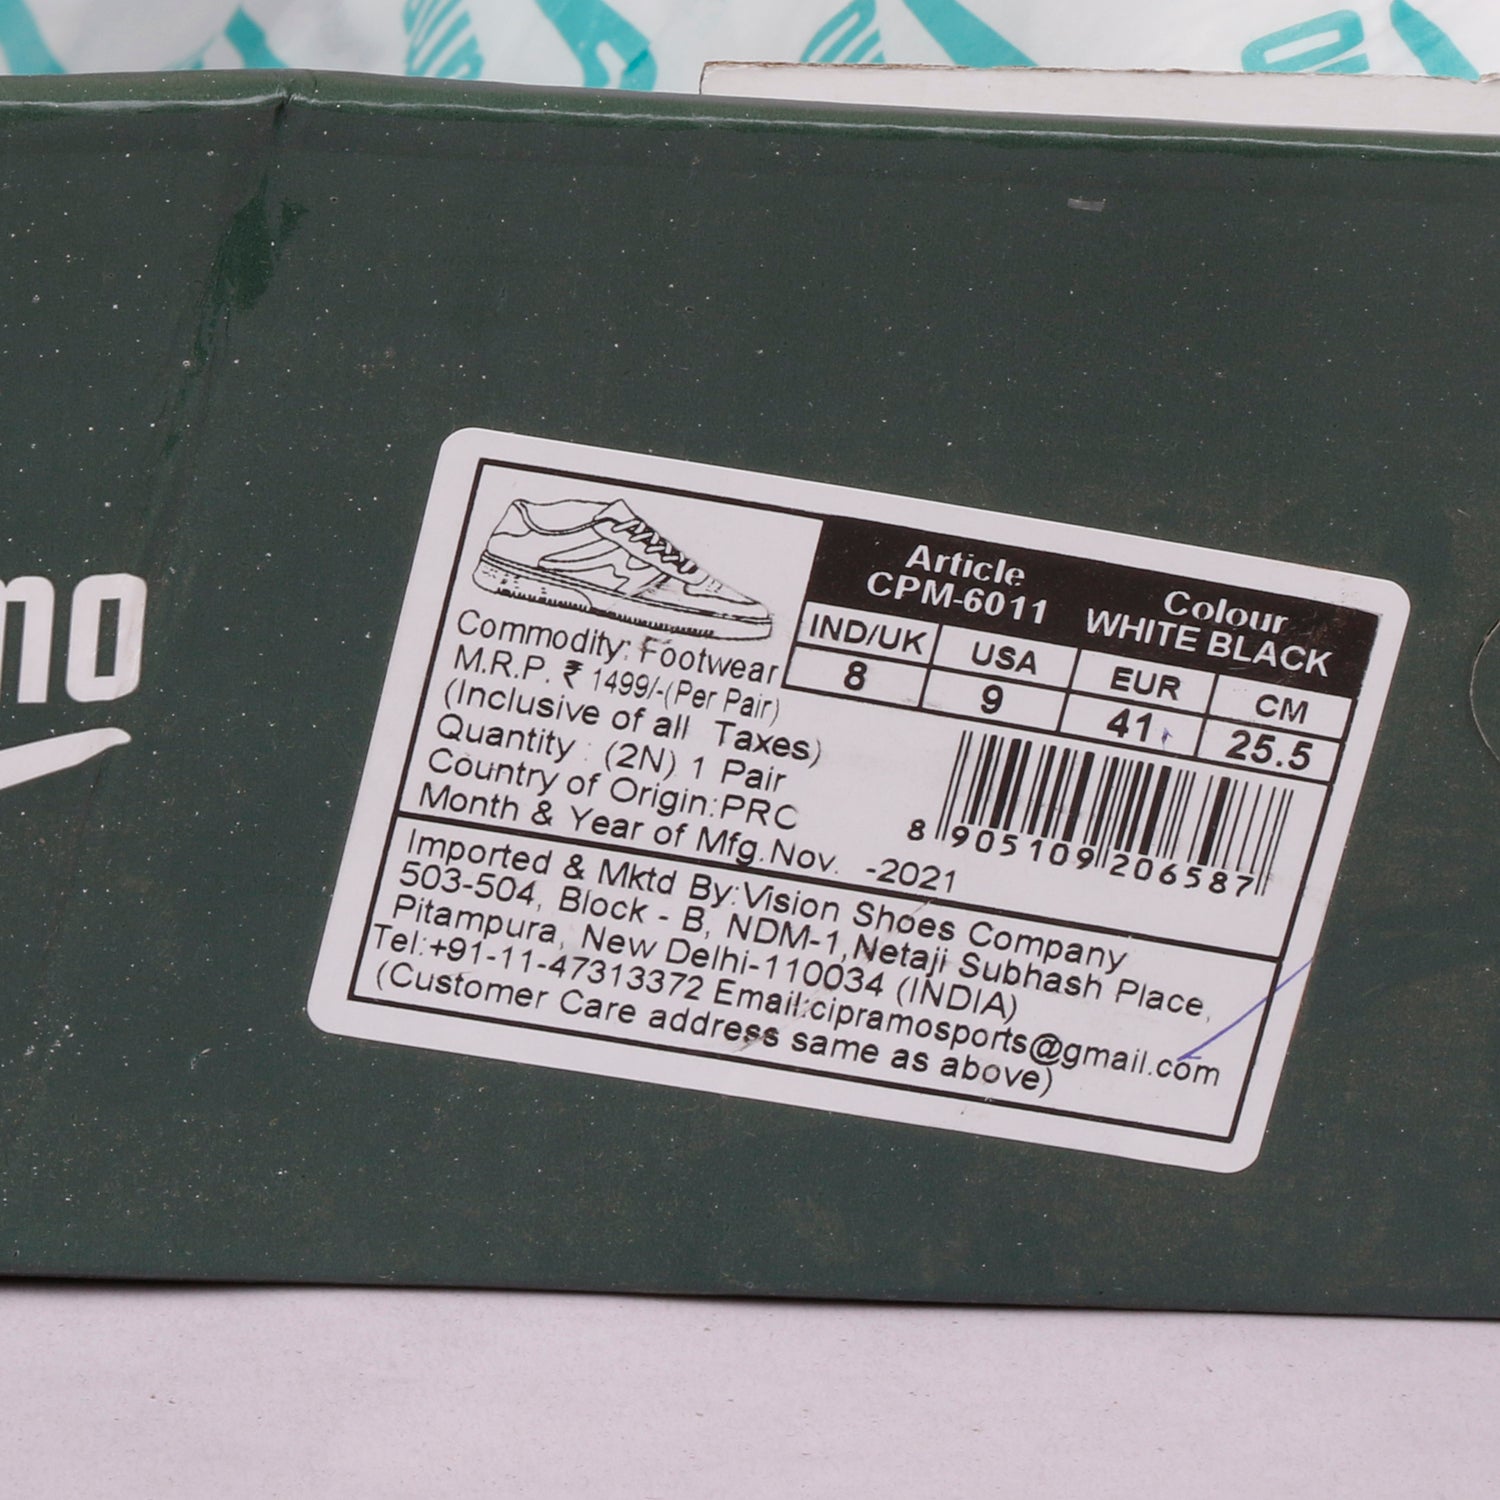 mo
Article
CPM-6011
Colour
WHITE BLACK
IND/UK USA EUR CM
8 9 41 25.5
Commodity: Footwear
M.R.P. ₹ 1499/-(Per Pair)
(Inclusive of all Taxes)
Quantity : (2N) 1 Pair
Country of Origin:PRC
Month & Year of Mfg.Nov. -2021
8 905109 206587
Imported & Mktd By:Vision Shoes Company
503-504, Block - B, NDM-1,Netaji Subhash Place,
Pitampura, New Delhi-110034 (INDIA)
Tel:+91-11-47313372 Email:cipramosports@gmail.com
(Customer Care address same as above)